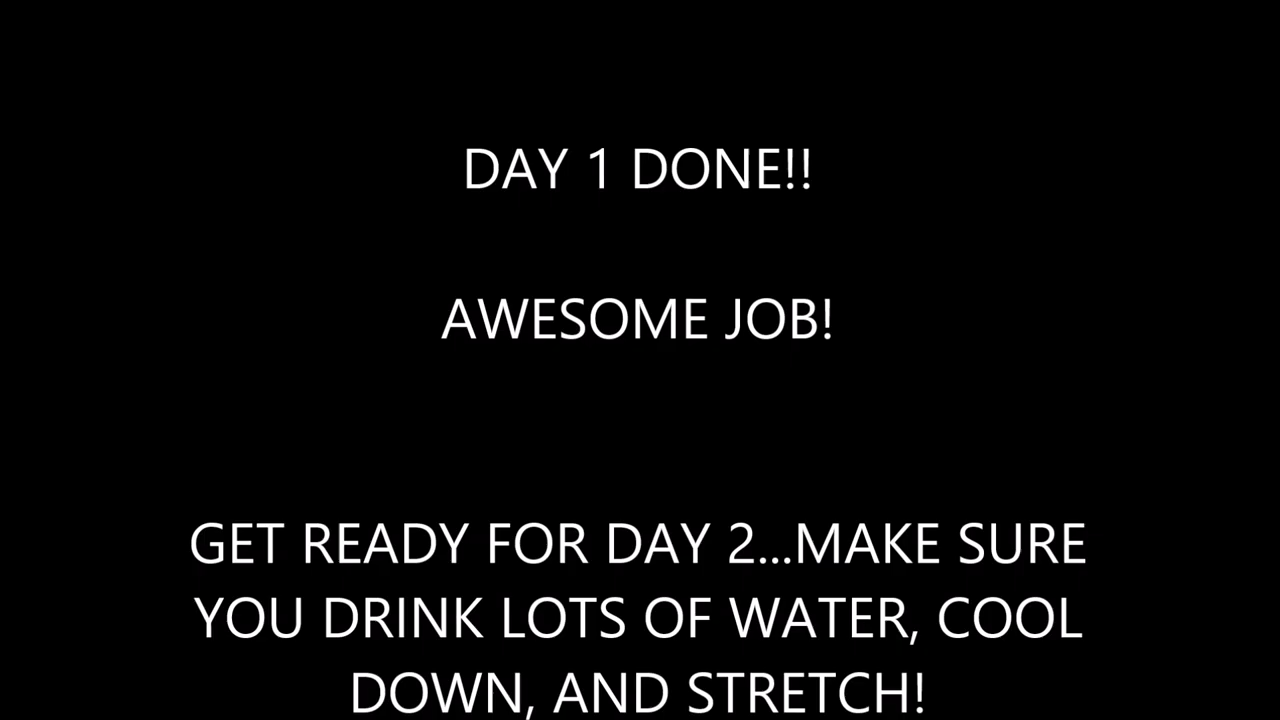 DAY 1 DONE!!
AWESOME JOB!
GET READY FOR DAY 2...MAKE SURE
YOU DRINK LOTS OF WATER, COOL
DOWN, AND STRETCH!